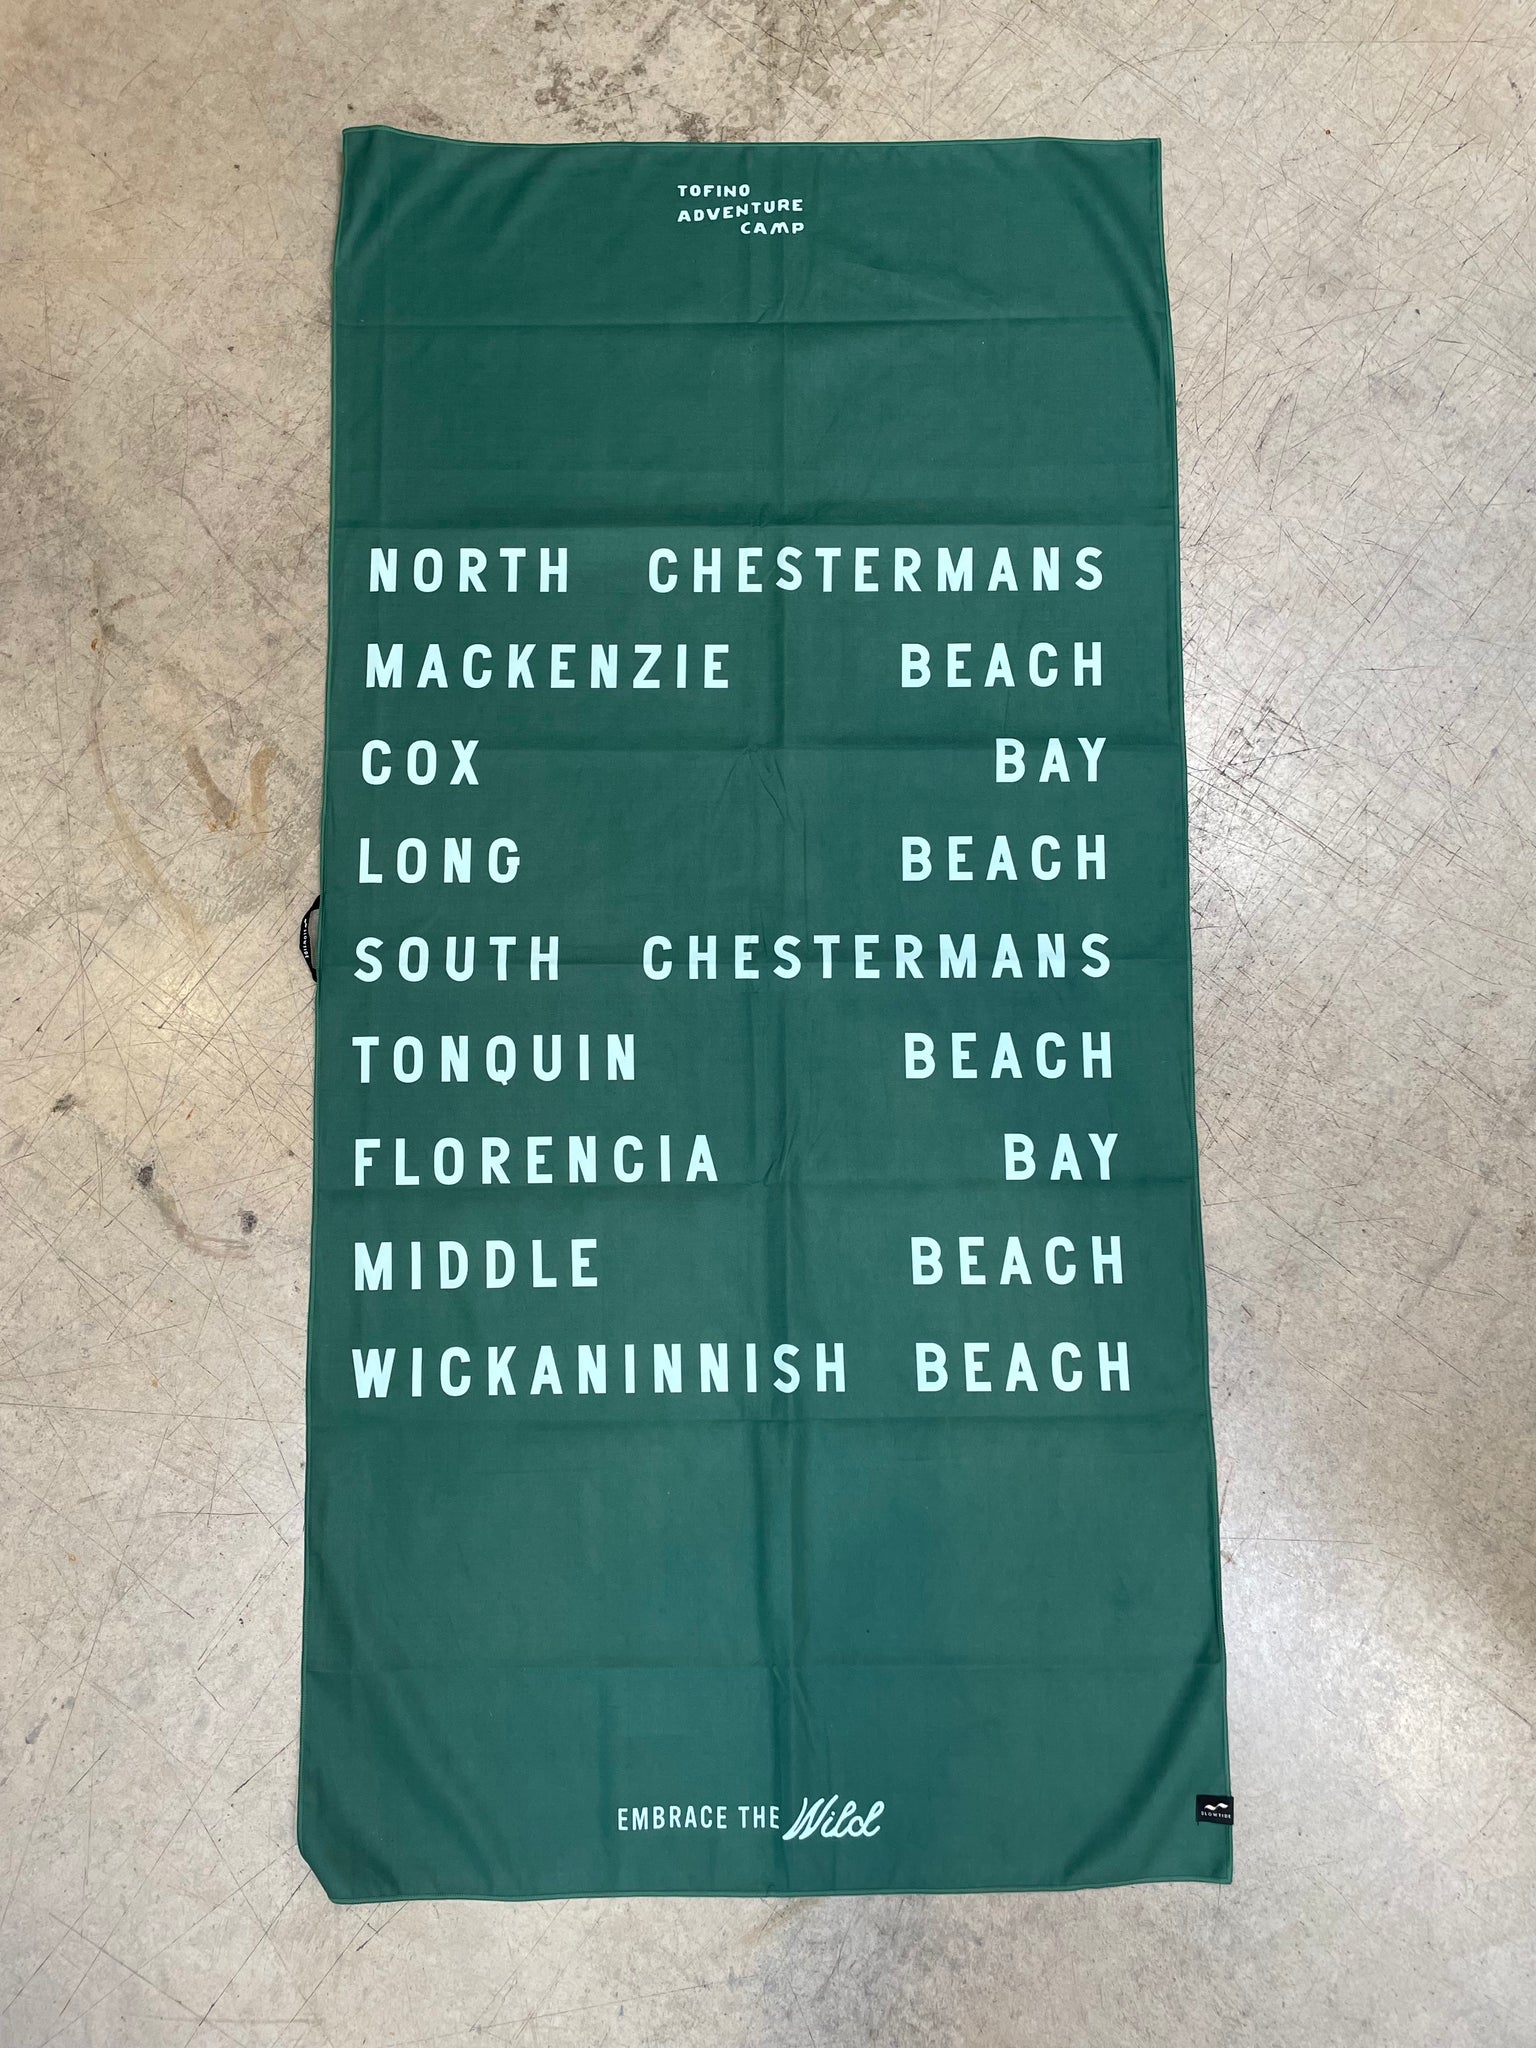 TOFINO
ADVENTURE
CAMP
NORTH CHESTERMANS
MACKENZIE BEACH
COX BAY
LONG BEACH
SOUTH CHESTERMANS
TONQUIN BEACH
FLORENCIA BAY
MIDDLE BEACH
WICKANINNISH BEACH
EMBRACE THE Wild
SLOWTIDE